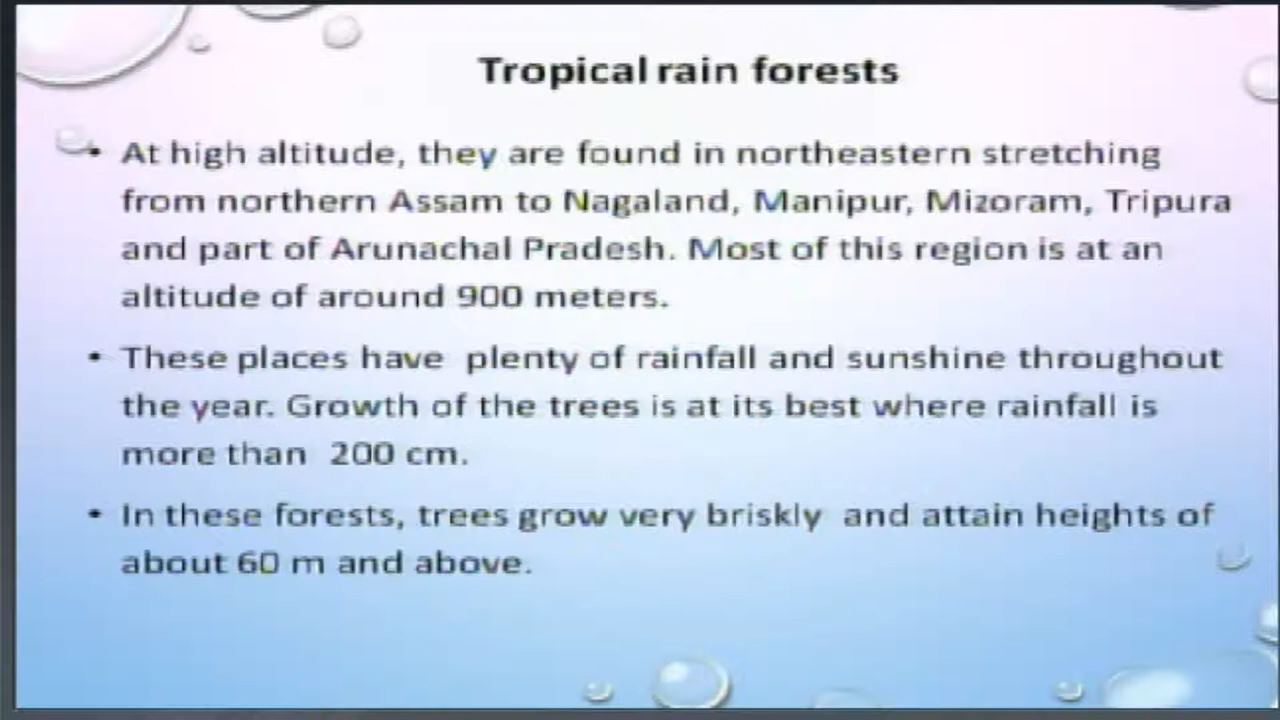 Tropical rain forests
• At high altitude, they are found in northeastern stretching
from northern Assam to Nagaland, Manipur, Mizoram, Tripura
and part of Arunachal Pradesh. Most of this region is at an
altitude of around 900 meters.
• These places have plenty of rainfall and sunshine throughout
the year. Growth of the trees is at its best where rainfall is
more than 200 cm.
• In these forests, trees grow very briskly and attain heights of
about 60 m and above.